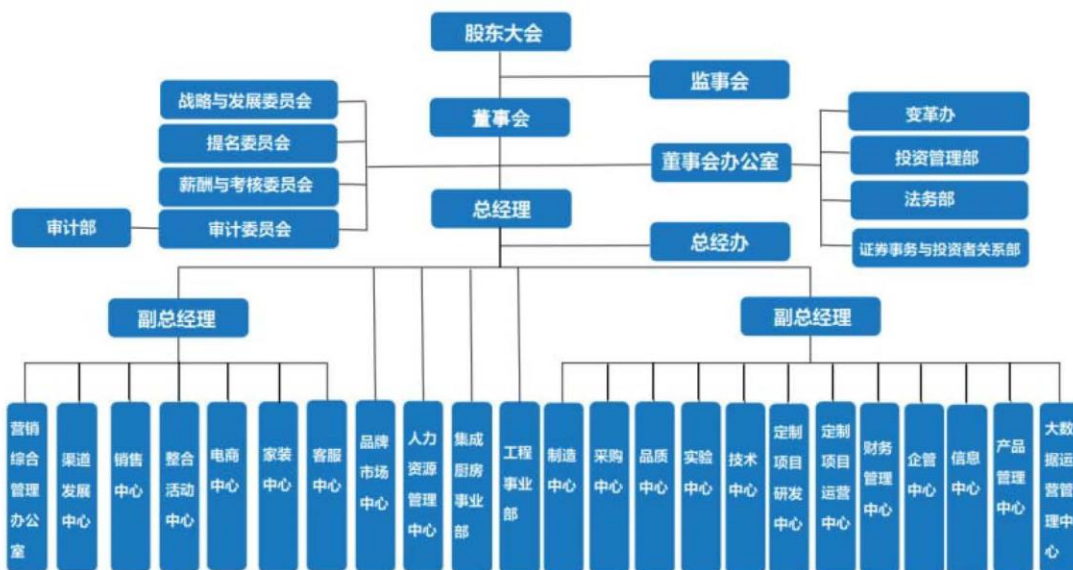 股东大会
监事会
战略与发展委员会
董事会
变革办
提名委员会
董事会办公室
投资管理部
薪酬与考核委员会
总经理
法务部
审计部
审计委员会
总经办
证券事务与投资者关系部
副总经理
副总经理
营销
综合
管理
办公
室
渠道
发展
中心
销售
中心
整合
活动
中心
电商
中心
家装
中心
客服
中心
品牌
市场
中心
人力
资源
管理
中心
集成
厨房
事业
部
工程
事业
部
制造
中心
采购
中心
品质
中心
实验
中心
技术
中心
定制
项目
研发
中心
定制
项目
运营
中心
财务
管理
中心
企管
中心
信息
中心
产品
管理
中心
大数
据运
营管
理中
心